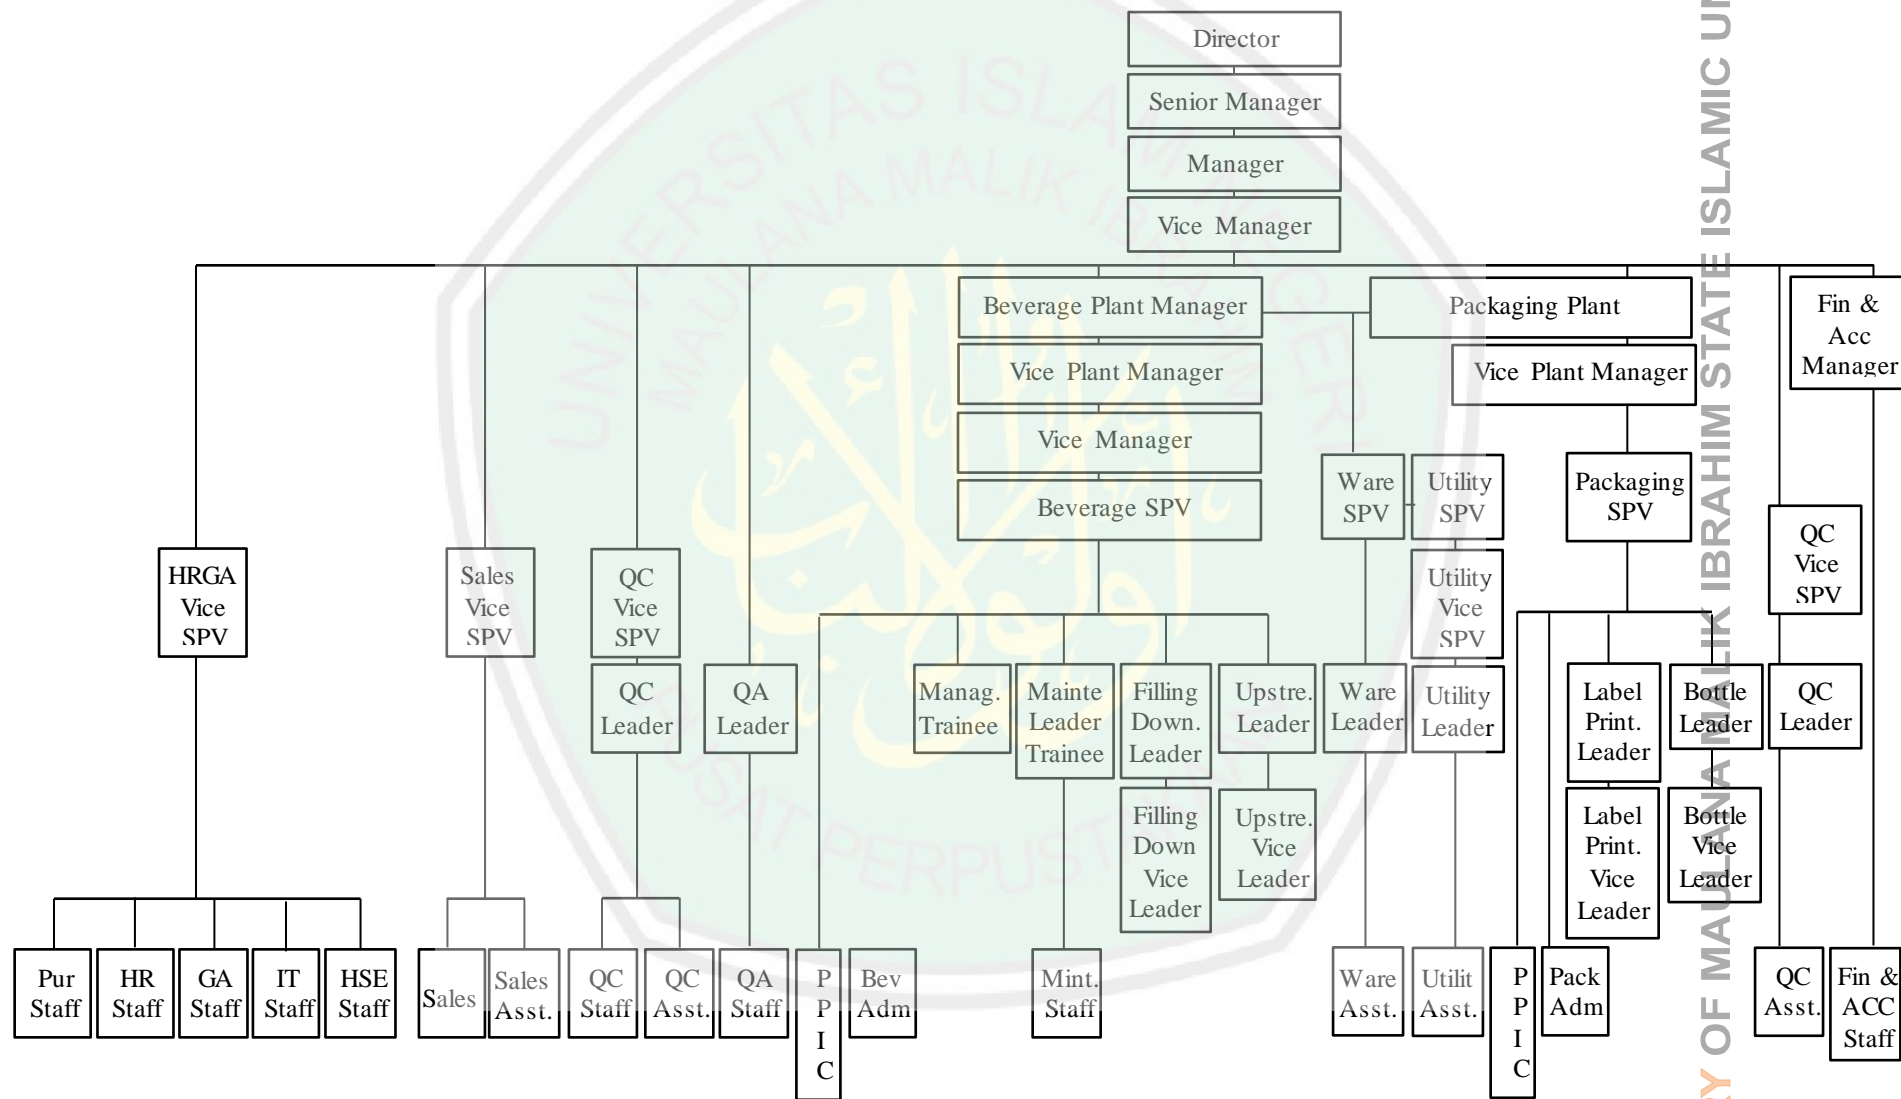 Director
Senior Manager
Manager
Vice Manager
Beverage Plant Manager
Packaging Plant
Fin &
Acc
Manager
Vice Plant Manager
Vice Plant Manager
Vice Manager
Beverage SPV
Ware
SPV
Utility
SPV
Packaging
SPV
QC
Vice
SPV
HRGA
Vice
SPV
Sales
Vice
SPV
QC
Vice
SPV
Utility
Vice
SPV
QC
Leader
QA
Leader
Manag.
Trainee
Mainte
Leader
Trainee
Filling
Down.
Leader
Upstre.
Leader
Ware
Leader
Utility
Leader
Label
Print.
Leader
Bottle
Leader
QC
Leader
Filling
Down
Vice
Leader
Upstre.
Vice
Leader
Label
Print.
Vice
Leader
Bottle
Vice
Leader
Pur
Staff
HR
Staff
GA
Staff
IT
Staff
HSE
Staff
Sales
Sales
Asst.
QC
Staff
QC
Asst.
QA
Staff
P
P
I
C
Bev
Adm
Mint.
Staff
Ware
Asst.
Utilit
Asst.
P
P
I
C
Pack
Adm
QC
Asst.
Fin &
ACC
Staff
UNIVERSITAS ISLAM NEGERI
MAULANA MALIK IBRAHIM
PUSAT PERPUSTAKAAN
OF MAULANA MALIK IBRAHIM STATE ISLAMIC